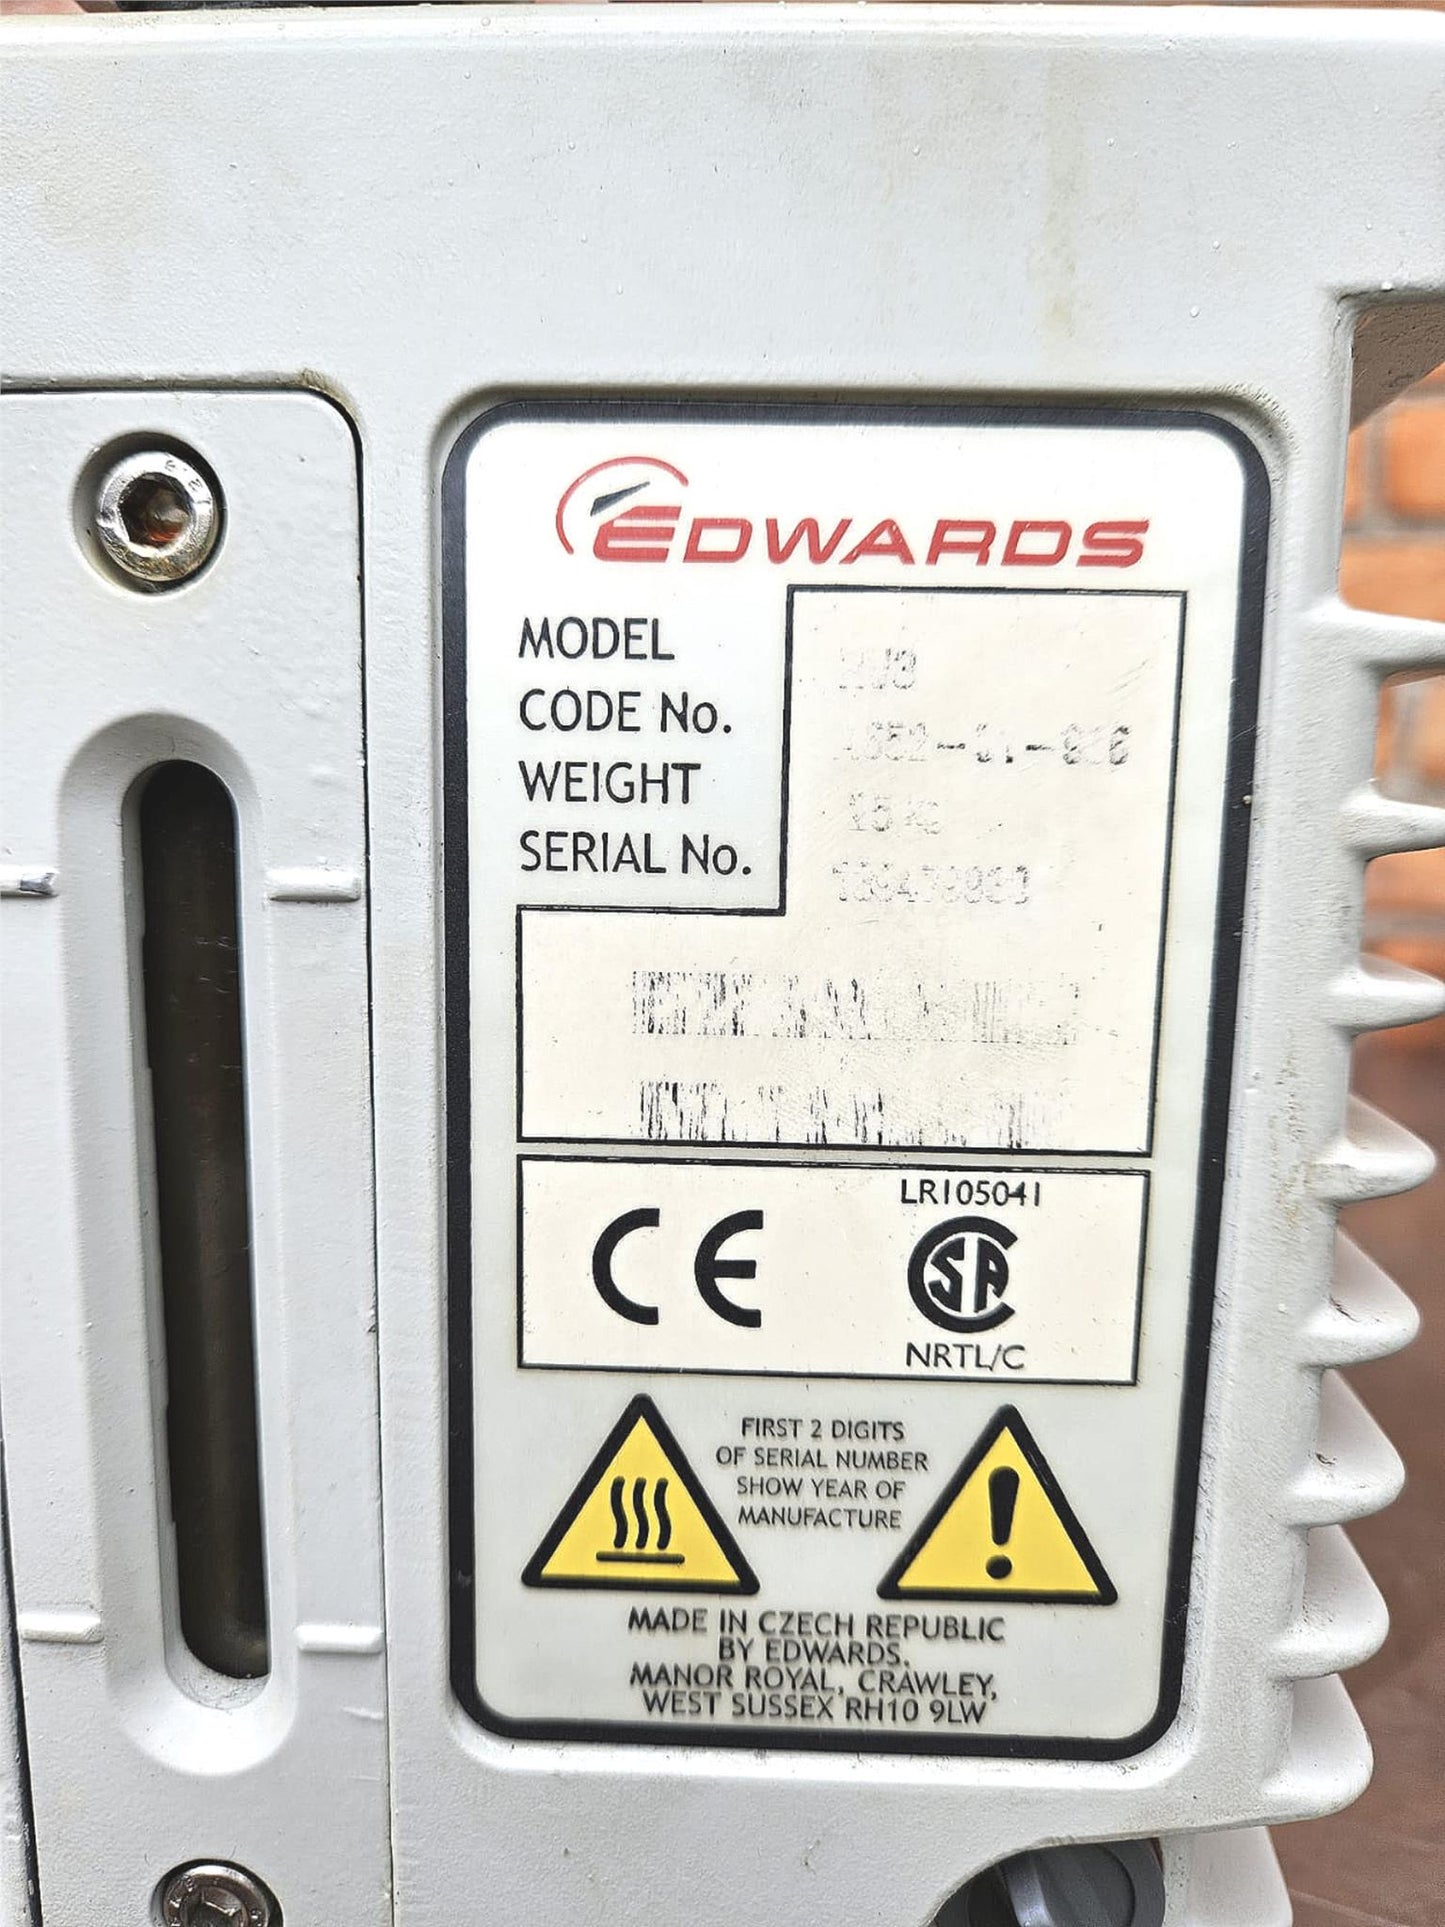 EDWARDS
MODEL
CODE No.
WEIGHT
SERIAL No.
LR105041
CE
CSA
NRTL/C
FIRST 2 DIGITS
OF SERIAL NUMBER
SHOW YEAR OF
MANUFACTURE
MADE IN CZECH REPUBLIC
BY EDWARDS.
MANOR ROYAL, CRAWLEY,
WEST SUSSEX RH10 9LW